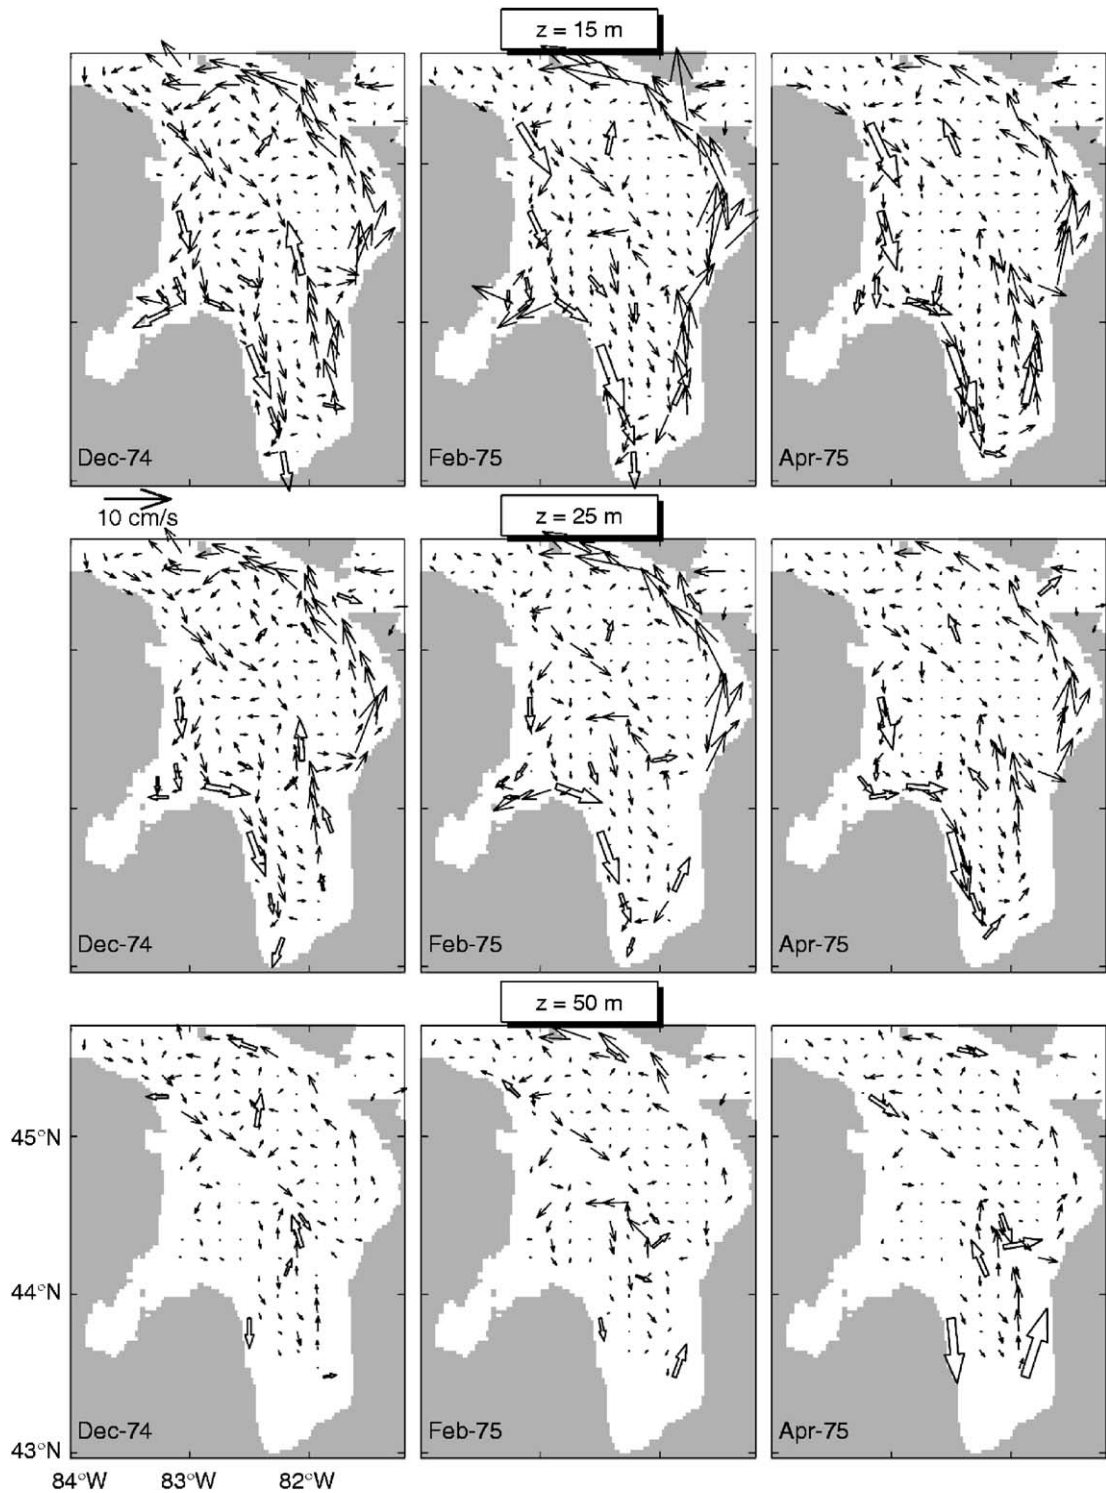 z = 15 m
Dec-74
Feb-75
Apr-75
10 cm/s
z = 25 m
Dec-74
Feb-75
Apr-75
z = 50 m
45°N
44°N
Dec-74
Feb-75
Apr-75
43°N
84°W
83°W
82°W